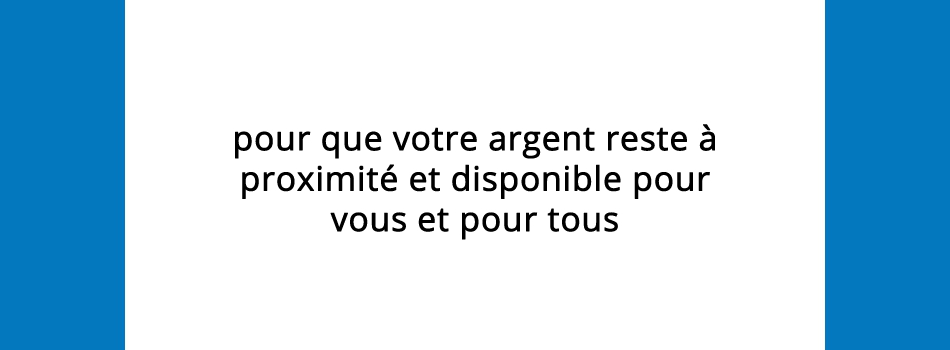 pour que votre argent reste à
proximité et disponible pour
vous et pour tous